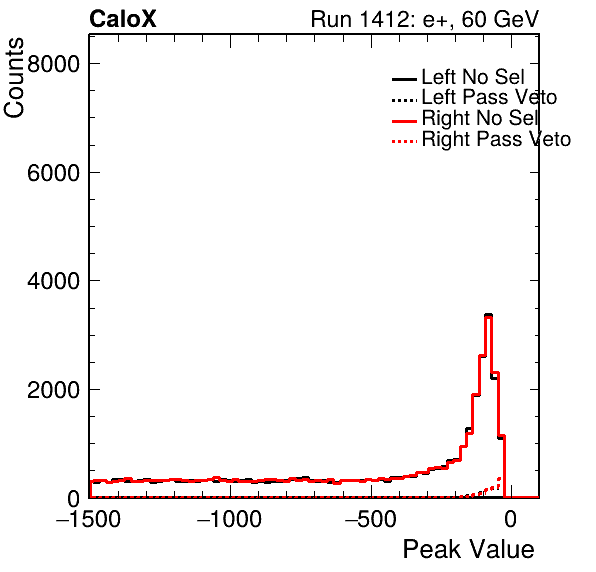 CaloX Run 1412: e+, 60 GeV
Counts
8000
6000
4000
2000
0
Left No Sel
Left Pass Veto
Right No Sel
Right Pass Veto
−1500 −1000 −500 0
Peak Value